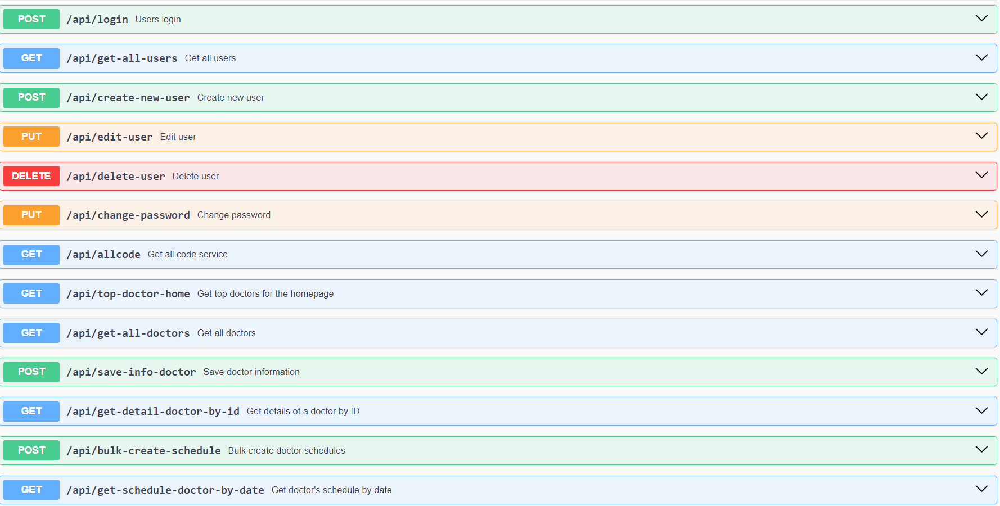 POST /api/login Users login
GET /api/get-all-users Get all users
POST /api/create-new-user Create new user
PUT /api/edit-user Edit user
DELETE /api/delete-user Delete user
PUT /api/change-password Change password
GET /api/allcode Get all code service
GET /api/top-doctor-home Get top doctors for the homepage
GET /api/get-all-doctors Get all doctors
POST /api/save-info-doctor Save doctor information
GET /api/get-detail-doctor-by-id Get details of a doctor by ID
POST /api/bulk-create-schedule Bulk create doctor schedules
GET /api/get-schedule-doctor-by-date Get doctor's schedule by date